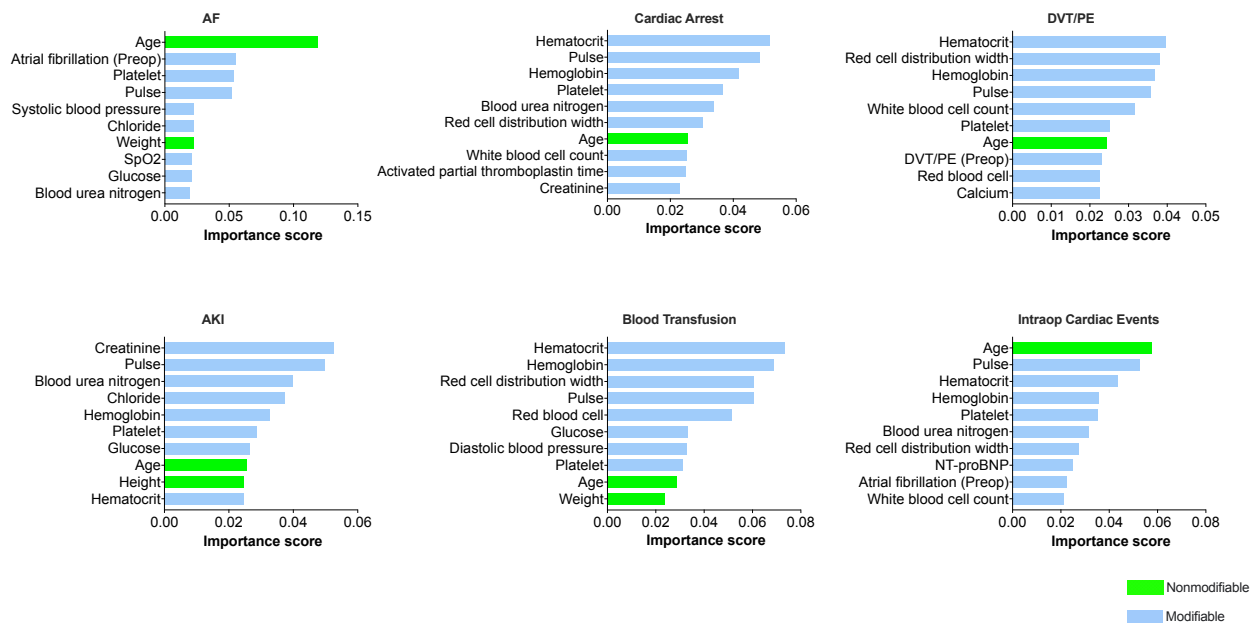 AF
Age
Atrial fibrillation (Preop)
Platelet
Pulse
Systolic blood pressure
Chloride
Weight
SpO2
Glucose
Blood urea nitrogen
0.00 0.05 0.10 0.15
Importance score
Cardiac Arrest
Hematocrit
Pulse
Hemoglobin
Platelet
Blood urea nitrogen
Red cell distribution width
Age
White blood cell count
Activated partial thromboplastin time
Creatinine
0.00 0.02 0.04 0.06
Importance score
DVT/PE
Hematocrit
Red cell distribution width
Hemoglobin
Pulse
White blood cell count
Platelet
Age
DVT/PE (Preop)
Red blood cell
Calcium
0.00 0.01 0.02 0.03 0.04 0.05
Importance score
AKI
Creatinine
Pulse
Blood urea nitrogen
Chloride
Hemoglobin
Platelet
Glucose
Age
Height
Hematocrit
0.00 0.02 0.04 0.06
Importance score
Blood Transfusion
Hematocrit
Hemoglobin
Red cell distribution width
Pulse
Red blood cell
Glucose
Diastolic blood pressure
Platelet
Age
Weight
0.00 0.02 0.04 0.06 0.08
Importance score
Intraop Cardiac Events
Age
Pulse
Hematocrit
Hemoglobin
Platelet
Blood urea nitrogen
Red cell distribution width
NT-proBNP
Atrial fibrillation (Preop)
White blood cell count
0.00 0.02 0.04 0.06 0.08
Importance score
Nonmodifiable
Modifiable